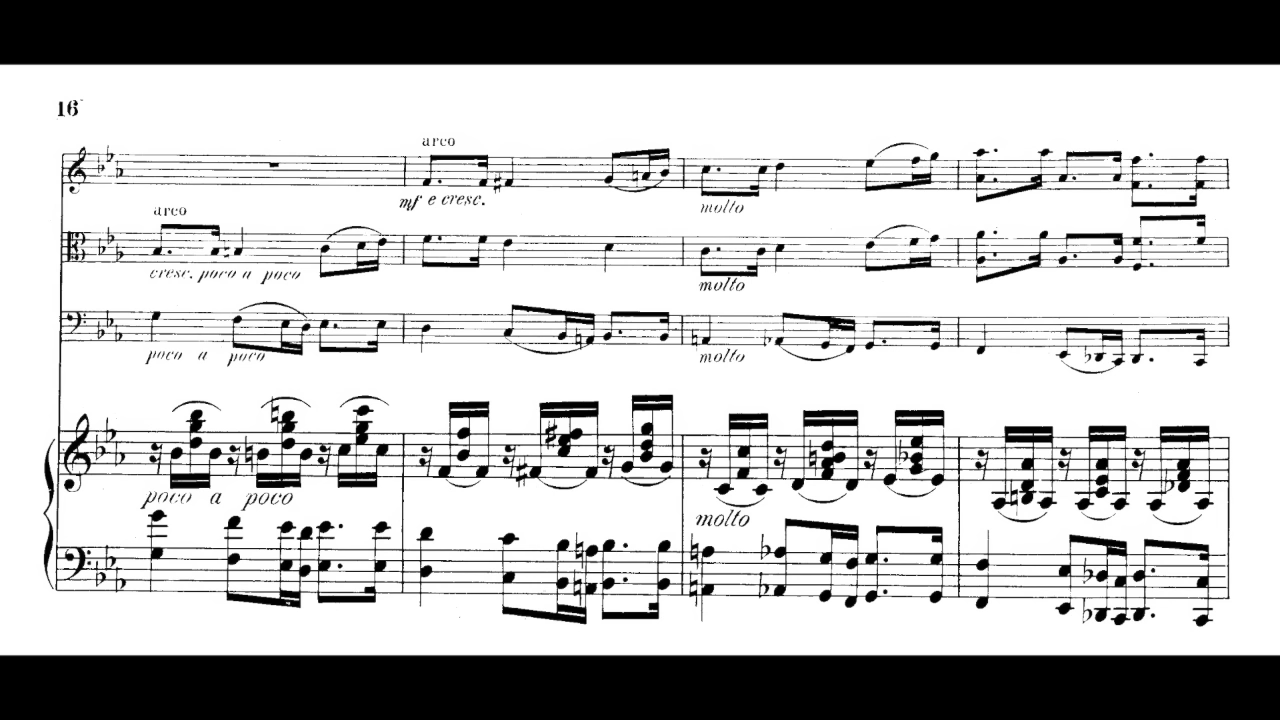 16
arco
mf e cresc.
molto
arco
cresc. poco a poco
molto
poco a poco
molto
poco a poco
molto